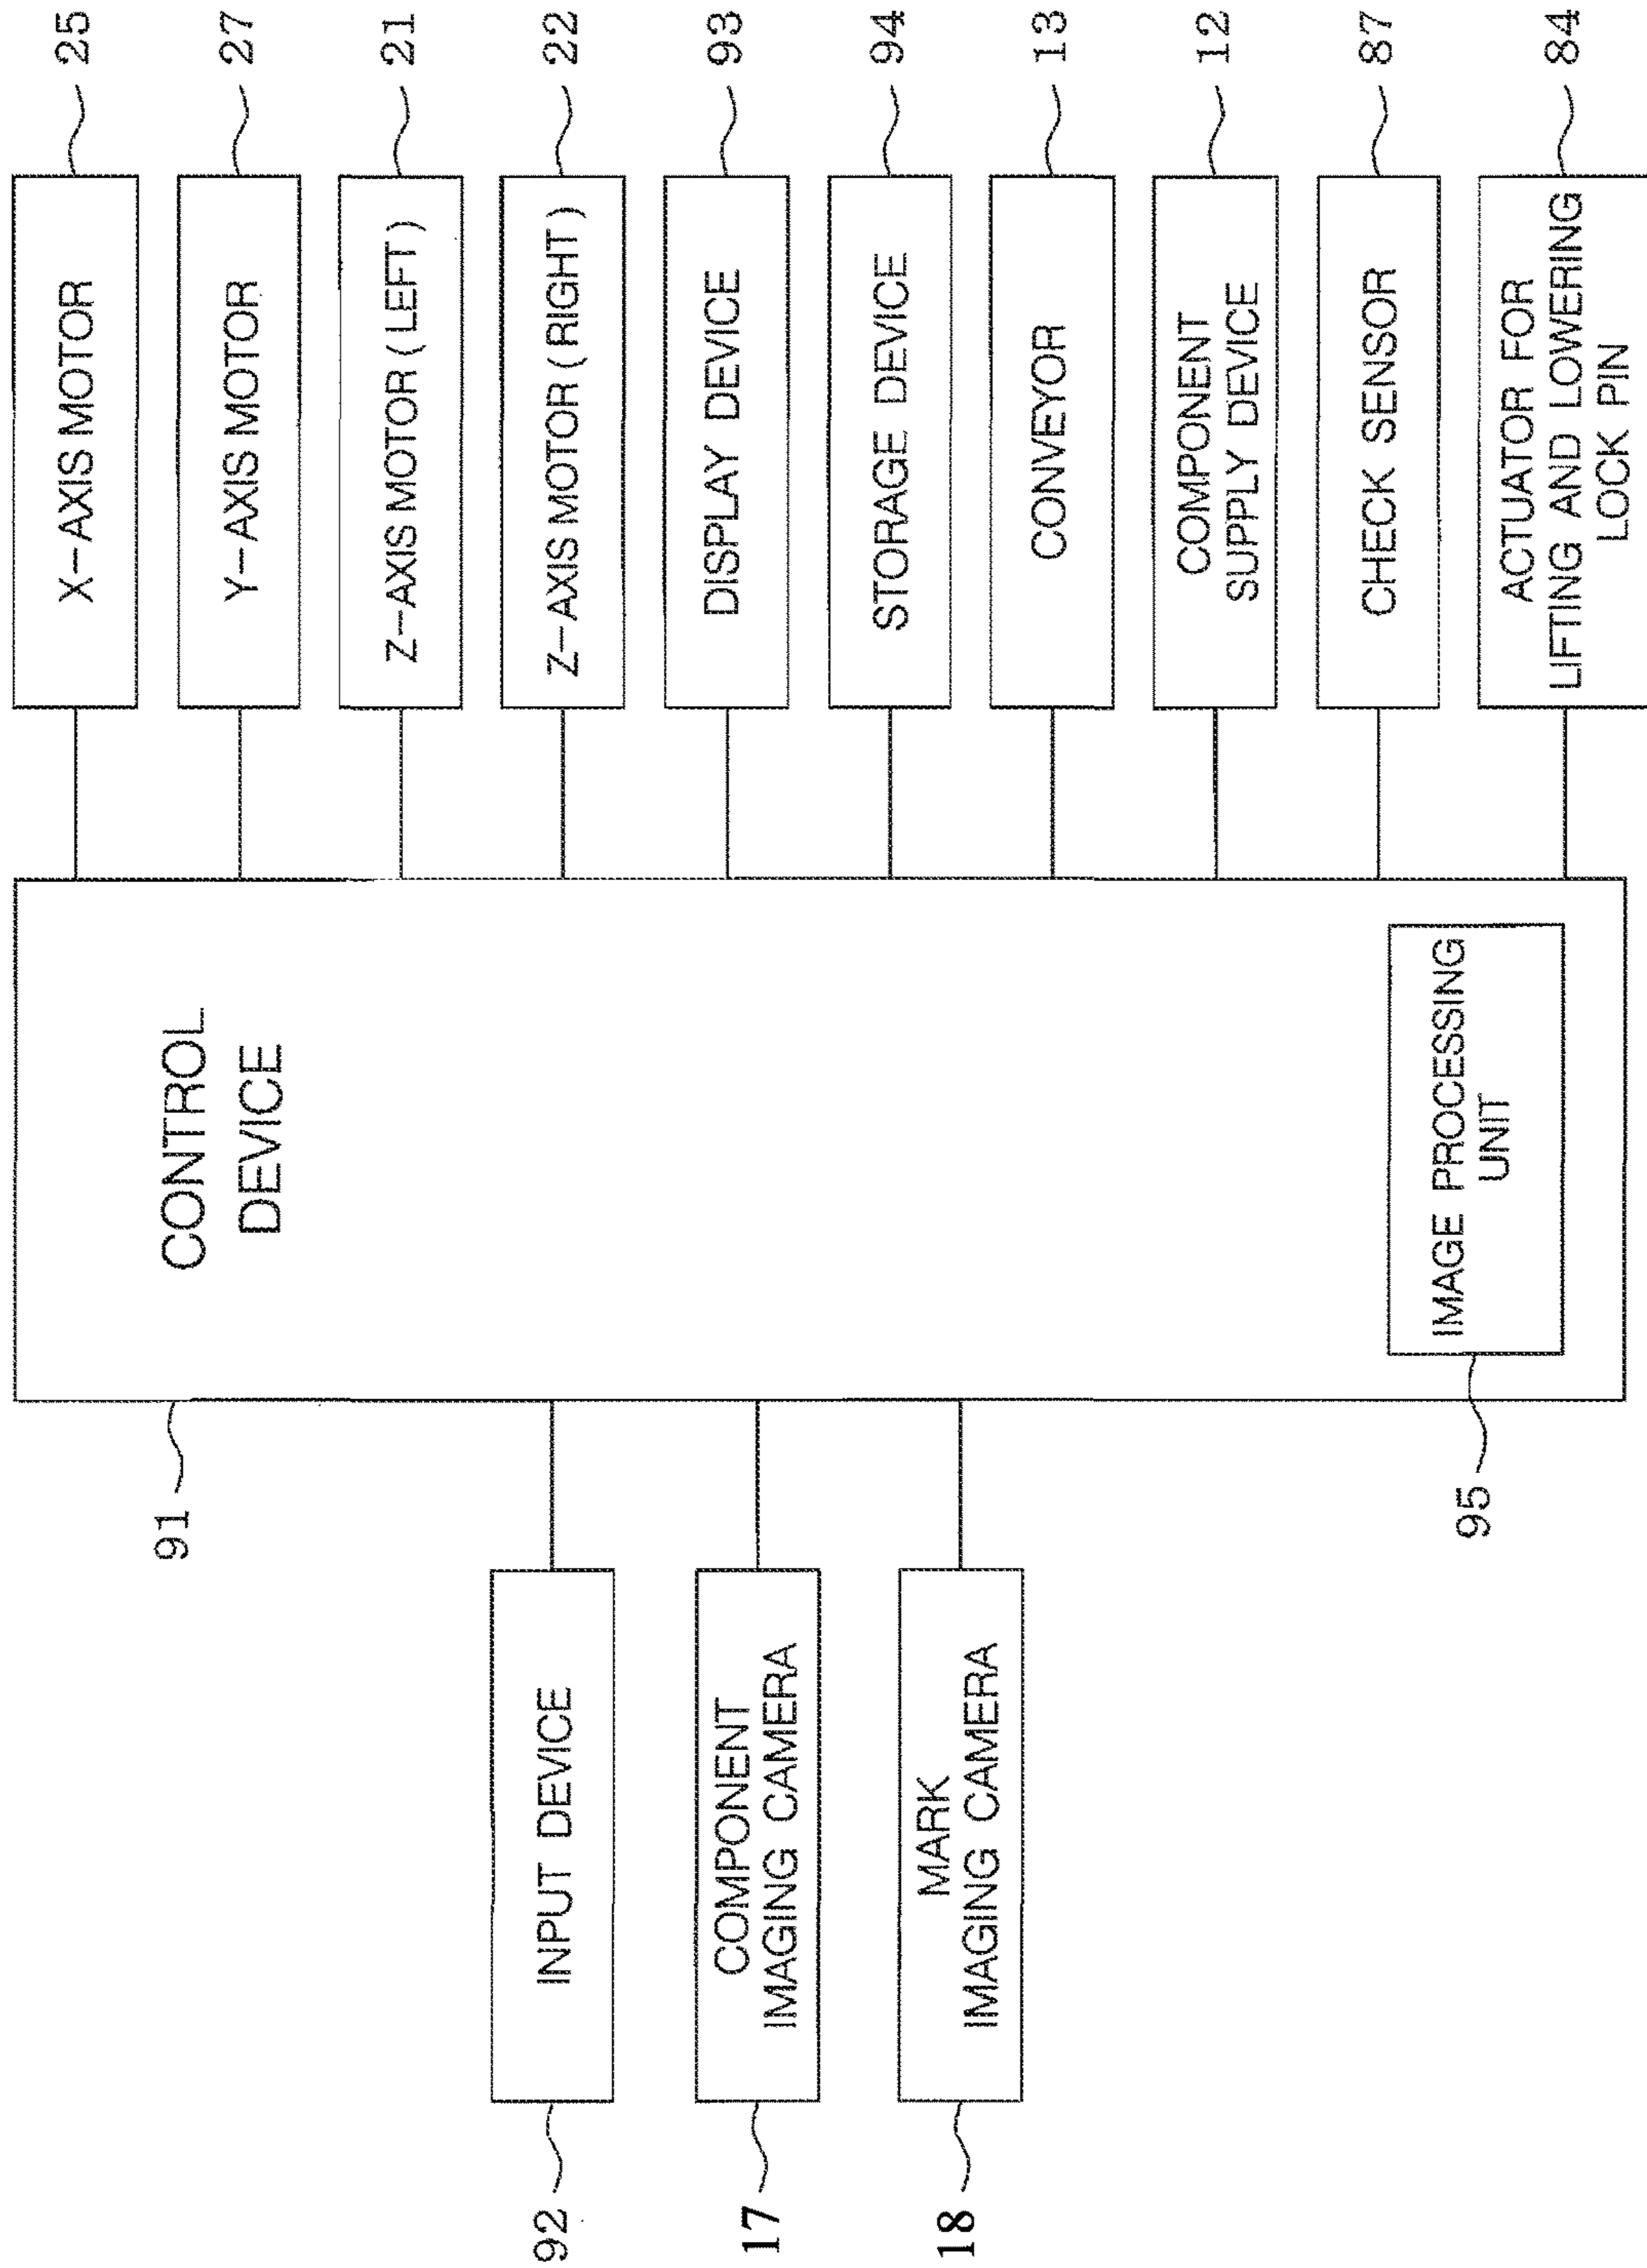 92
INPUT DEVICE
17
COMPONENT
IMAGING CAMERA
18
MARK
IMAGING CAMERA
91
CONTROL
DEVICE
95
IMAGE PROCESSING
UNIT
X-AXIS MOTOR
25
Y-AXIS MOTOR
27
Z-AXIS MOTOR (LEFT)
21
Z-AXIS MOTOR (RIGHT)
22
DISPLAY DEVICE
93
STORAGE DEVICE
94
CONVEYOR
13
COMPONENT
SUPPLY DEVICE
12
CHECK SENSOR
87
ACTUATOR FOR
LIFTING AND LOWERING
LOCK PIN
84